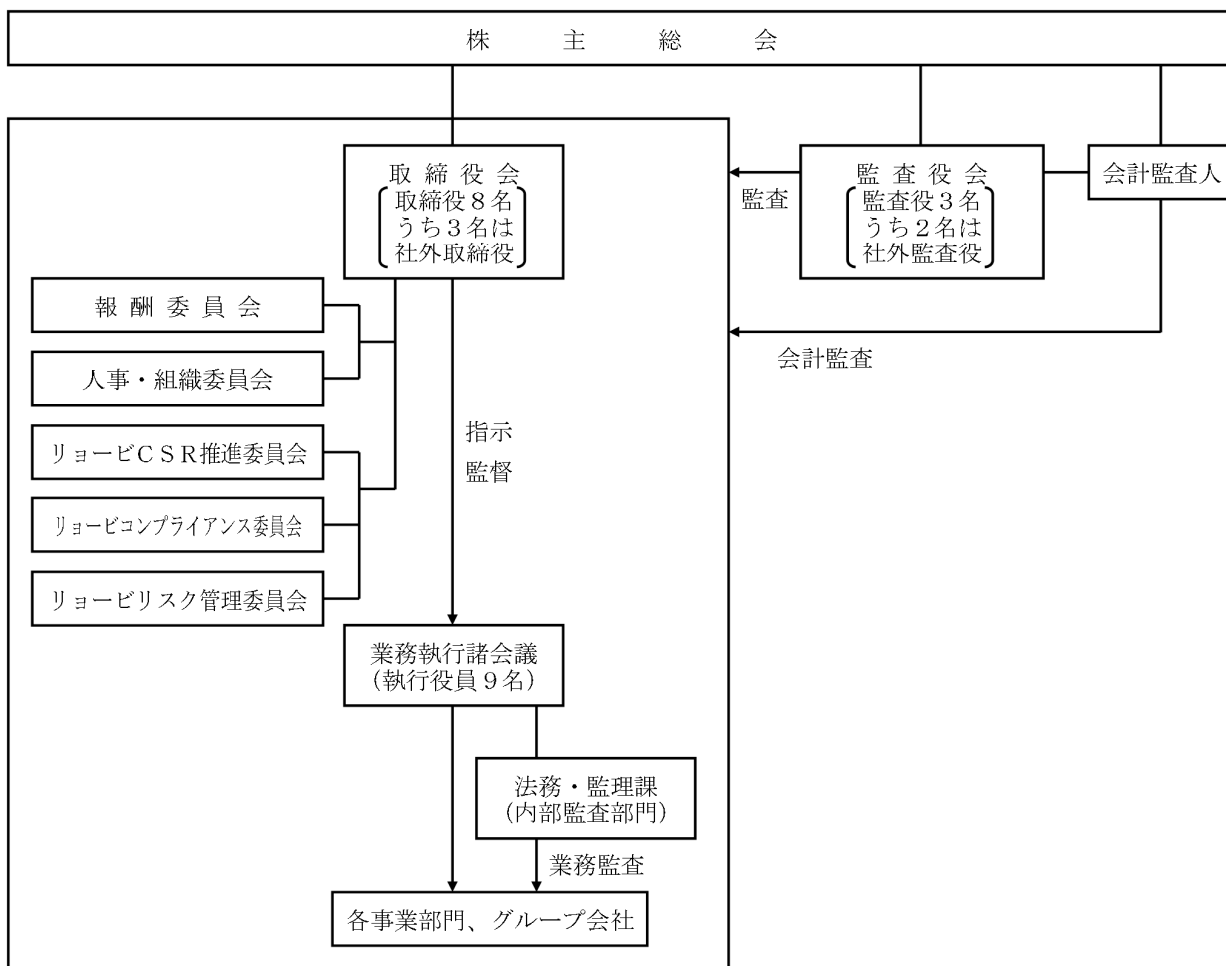 株主総会
取締役会
取締役８名
うち３名は
社外取締役
監査
監査役会
監査役３名
うち２名は
社外監査役
会計監査人
会計監査
報酬委員会
人事・組織委員会
リョービＣＳＲ推進委員会
リョービコンプライアンス委員会
リョービリスク管理委員会
指示
監督
業務執行諸会議
(執行役員９名)
法務・監理課
(内部監査部門)
業務監査
各事業部門、グループ会社